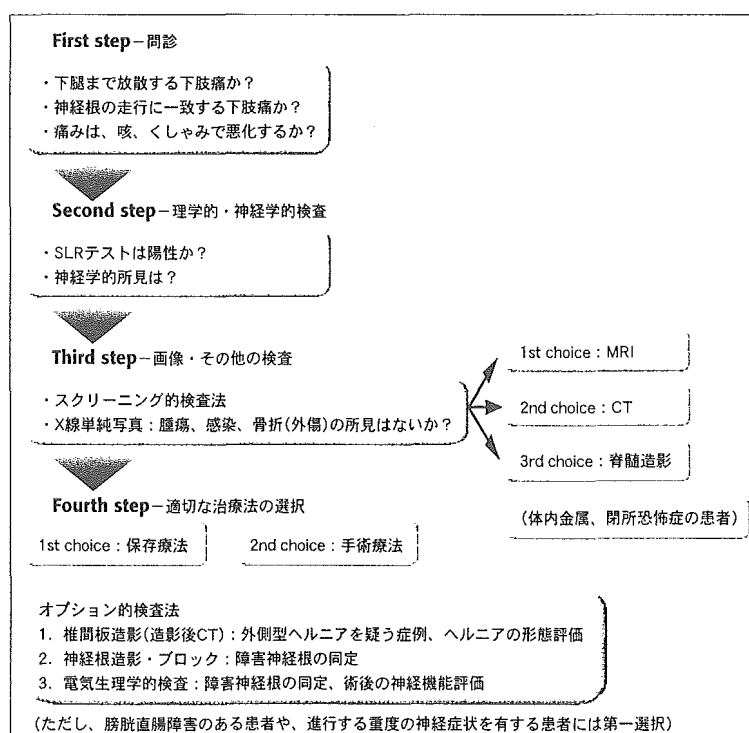 First step－問診
・下腿まで放散する下肢痛か？
・神経根の走行に一致する下肢痛か？
・痛みは、咳、くしゃみで悪化するか？
Second step－理学的・神経学的検査
・SLRテストは陽性か？
・神経学的所見は？
Third step－画像・その他の検査
・スクリーニング的検査法
・X線単純写真：腫瘍、感染、骨折(外傷)の所見はないか？
1st choice：MRI
2nd choice：CT
3rd choice：脊髄造影
(体内金属、閉所恐怖症の患者)
Fourth step－適切な治療法の選択
1st choice：保存療法
2nd choice：手術療法
オプション的検査法
1. 椎間板造影(造影後CT)：外側型ヘルニアを疑う症例、ヘルニアの形態評価
2. 神経根造影・ブロック：障害神経根の同定
3. 電気生理学的検査：障害神経根の同定、術後の神経機能評価
(ただし、膀胱直腸障害のある患者や、進行する重度の神経症状を有する患者には第一選択)